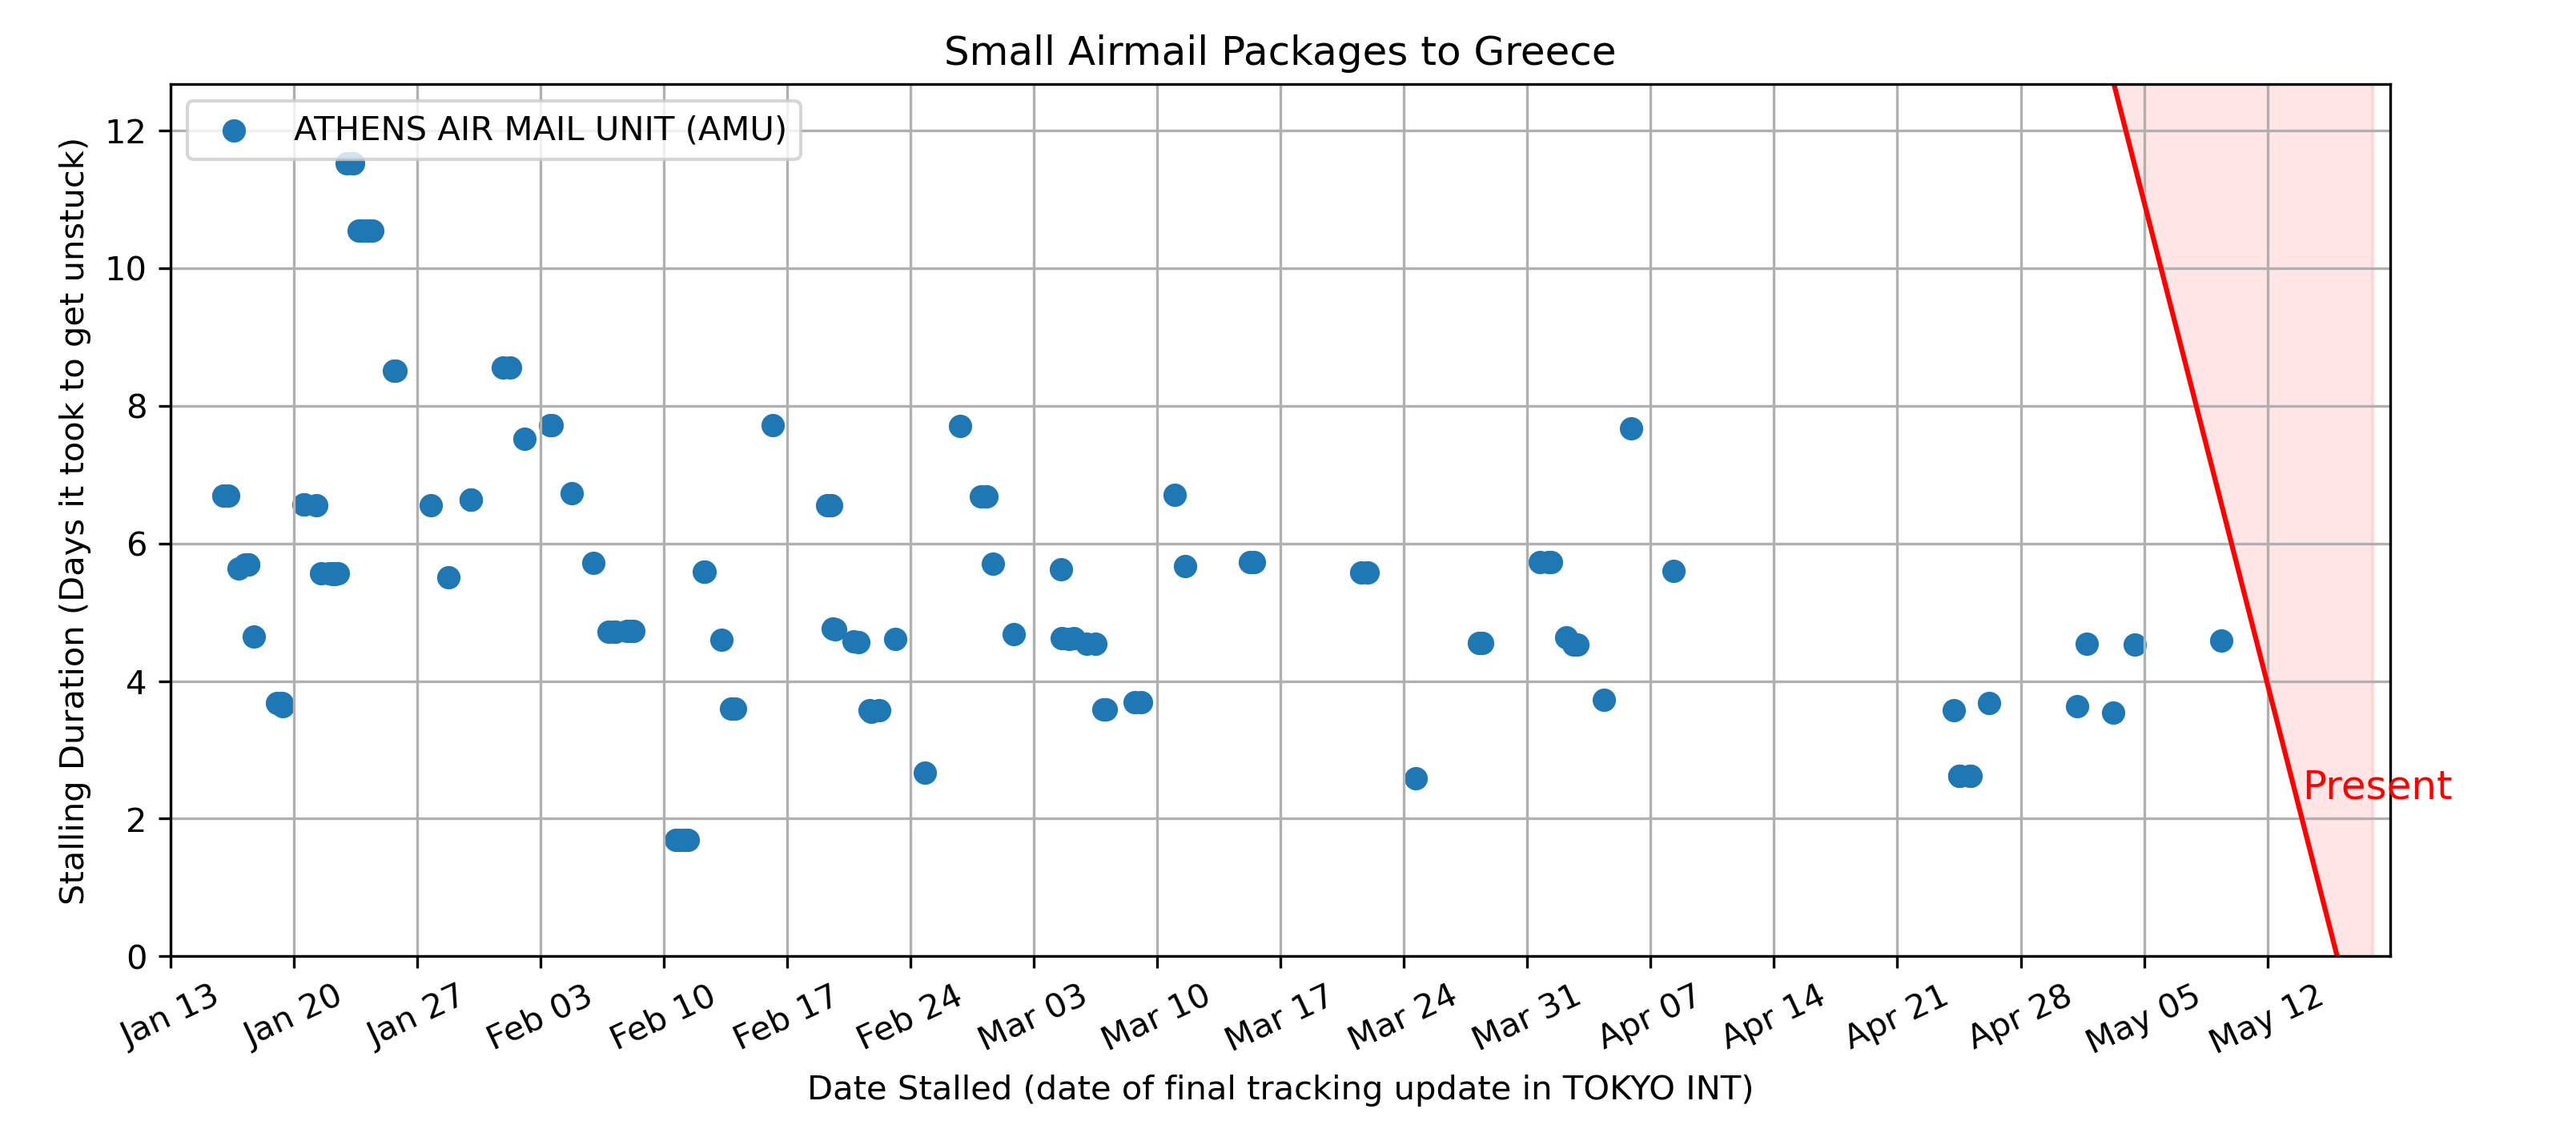 Small Airmail Packages to Greece
ATHENS AIR MAIL UNIT (AMU)
Stalling Duration (Days it took to get unstuck)
12
10
8
6
4
2
0
Present
Jan 13
Jan 20
Jan 27
Feb 03
Feb 10
Feb 17
Feb 24
Mar 03
Mar 10
Mar 17
Mar 24
Mar 31
Apr 07
Apr 14
Apr 21
Apr 28
May 05
May 12
Date Stalled (date of final tracking update in TOKYO INT)